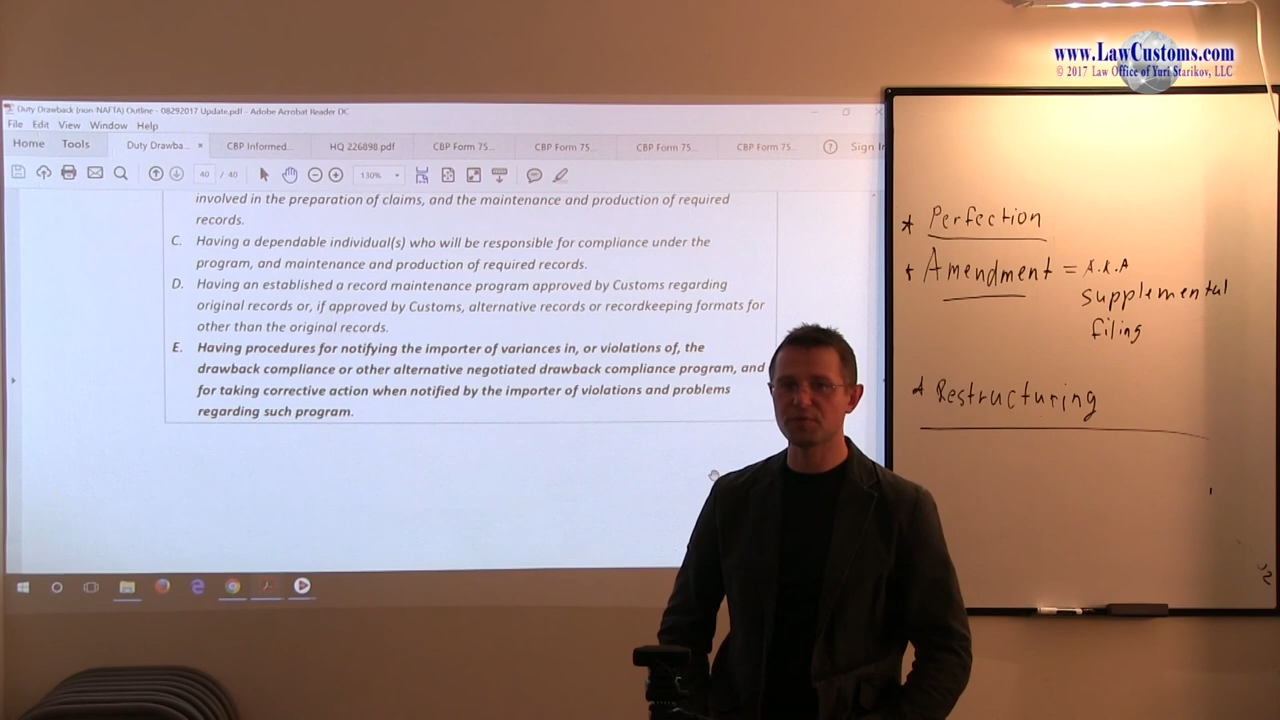 www.LawCustoms.com
© 2017 Law Office of Yuri Starikov, LLC
Duty Drawback (non-NAFTA) Outline - 08292017 Update.pdf - Adobe Acrobat Reader DC
File Edit View Window Help
Home Tools Duty Drawba... × CBP Informed... HQ 226898.pdf CBP Form 75... CBP Form 75... CBP Form 75... CBP Form 75... Sign In
40 / 40 130%
involved in the preparation of claims, and the maintenance and production of required
records.
C. Having a dependable individual(s) who will be responsible for compliance under the
program, and maintenance and production of required records.
D. Having an established a record maintenance program approved by Customs regarding
original records or, if approved by Customs, alternative records or recordkeeping formats for
other than the original records.
E. Having procedures for notifying the importer of variances in, or violations of, the
drawback compliance or other alternative negotiated drawback compliance program, and
for taking corrective action when notified by the importer of violations and problems
regarding such program.
* Perfection
* Amendment = A.K.A
supplemental
filing
* Restructuring